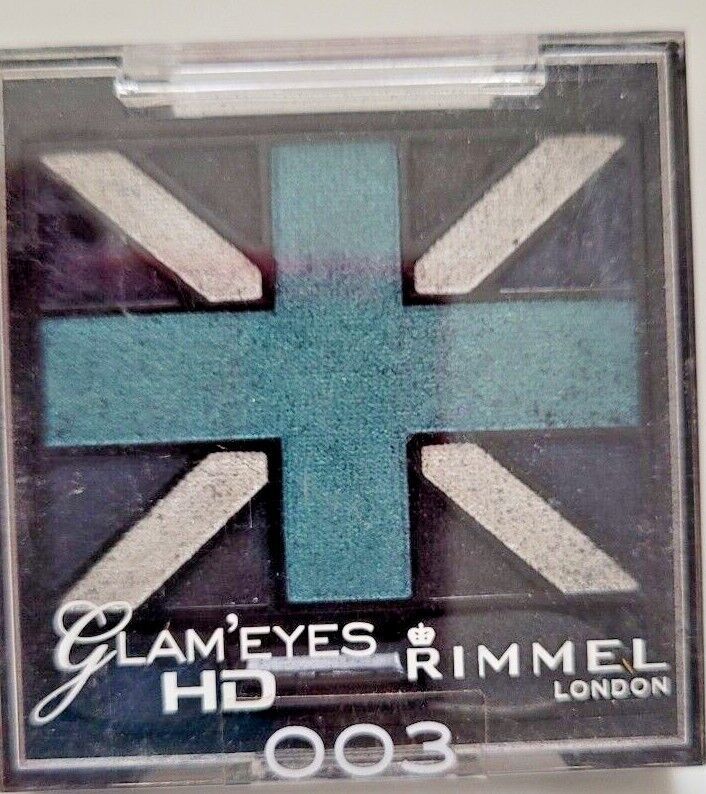 GLAM'EYES
HD
RIMMEL
LONDON
003